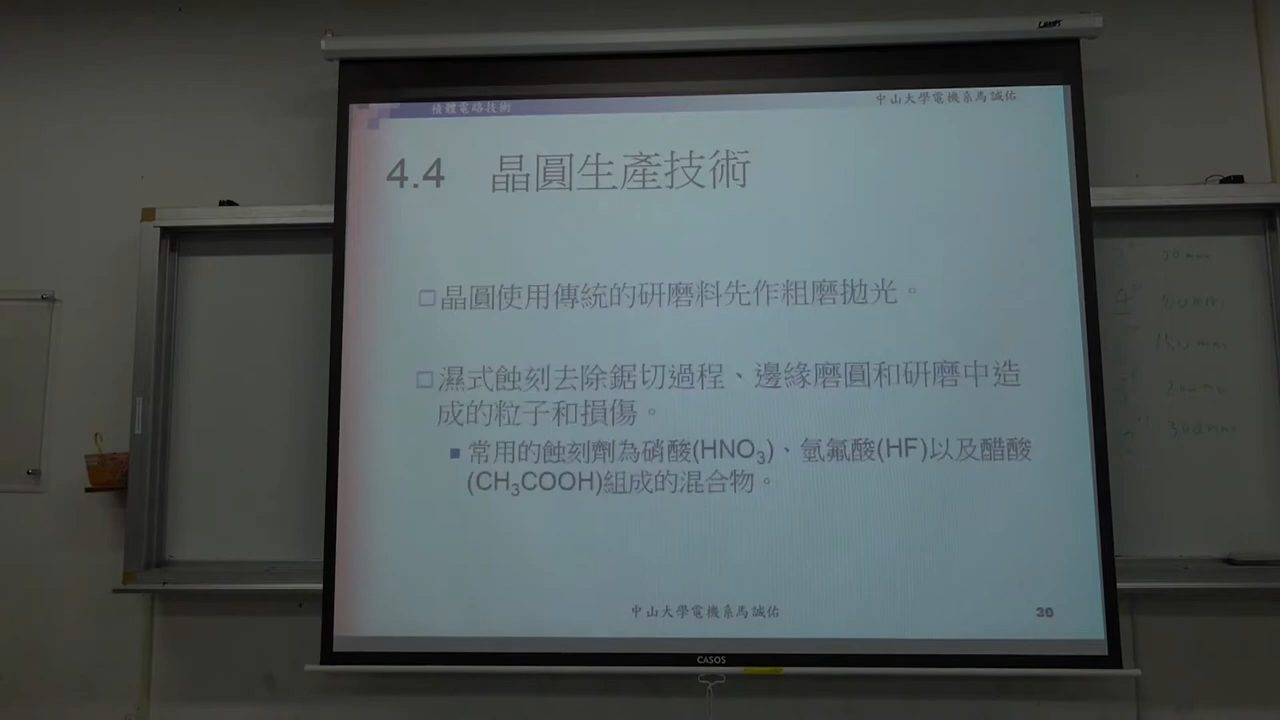 積體電路技術
中山大學電機系馬誠佑
4.4 晶圓生產技術
□晶圓使用傳統的研磨料先作粗磨拋光。
□濕式蝕刻去除鋸切過程、邊緣磨圓和研磨中造
成的粒子和損傷。
■ 常用的蝕刻劑為硝酸(HNO₃)、氫氟酸(HF)以及醋酸
(CH₃COOH)組成的混合物。
中山大學電機系馬誠佑
30
CASOS
300mm